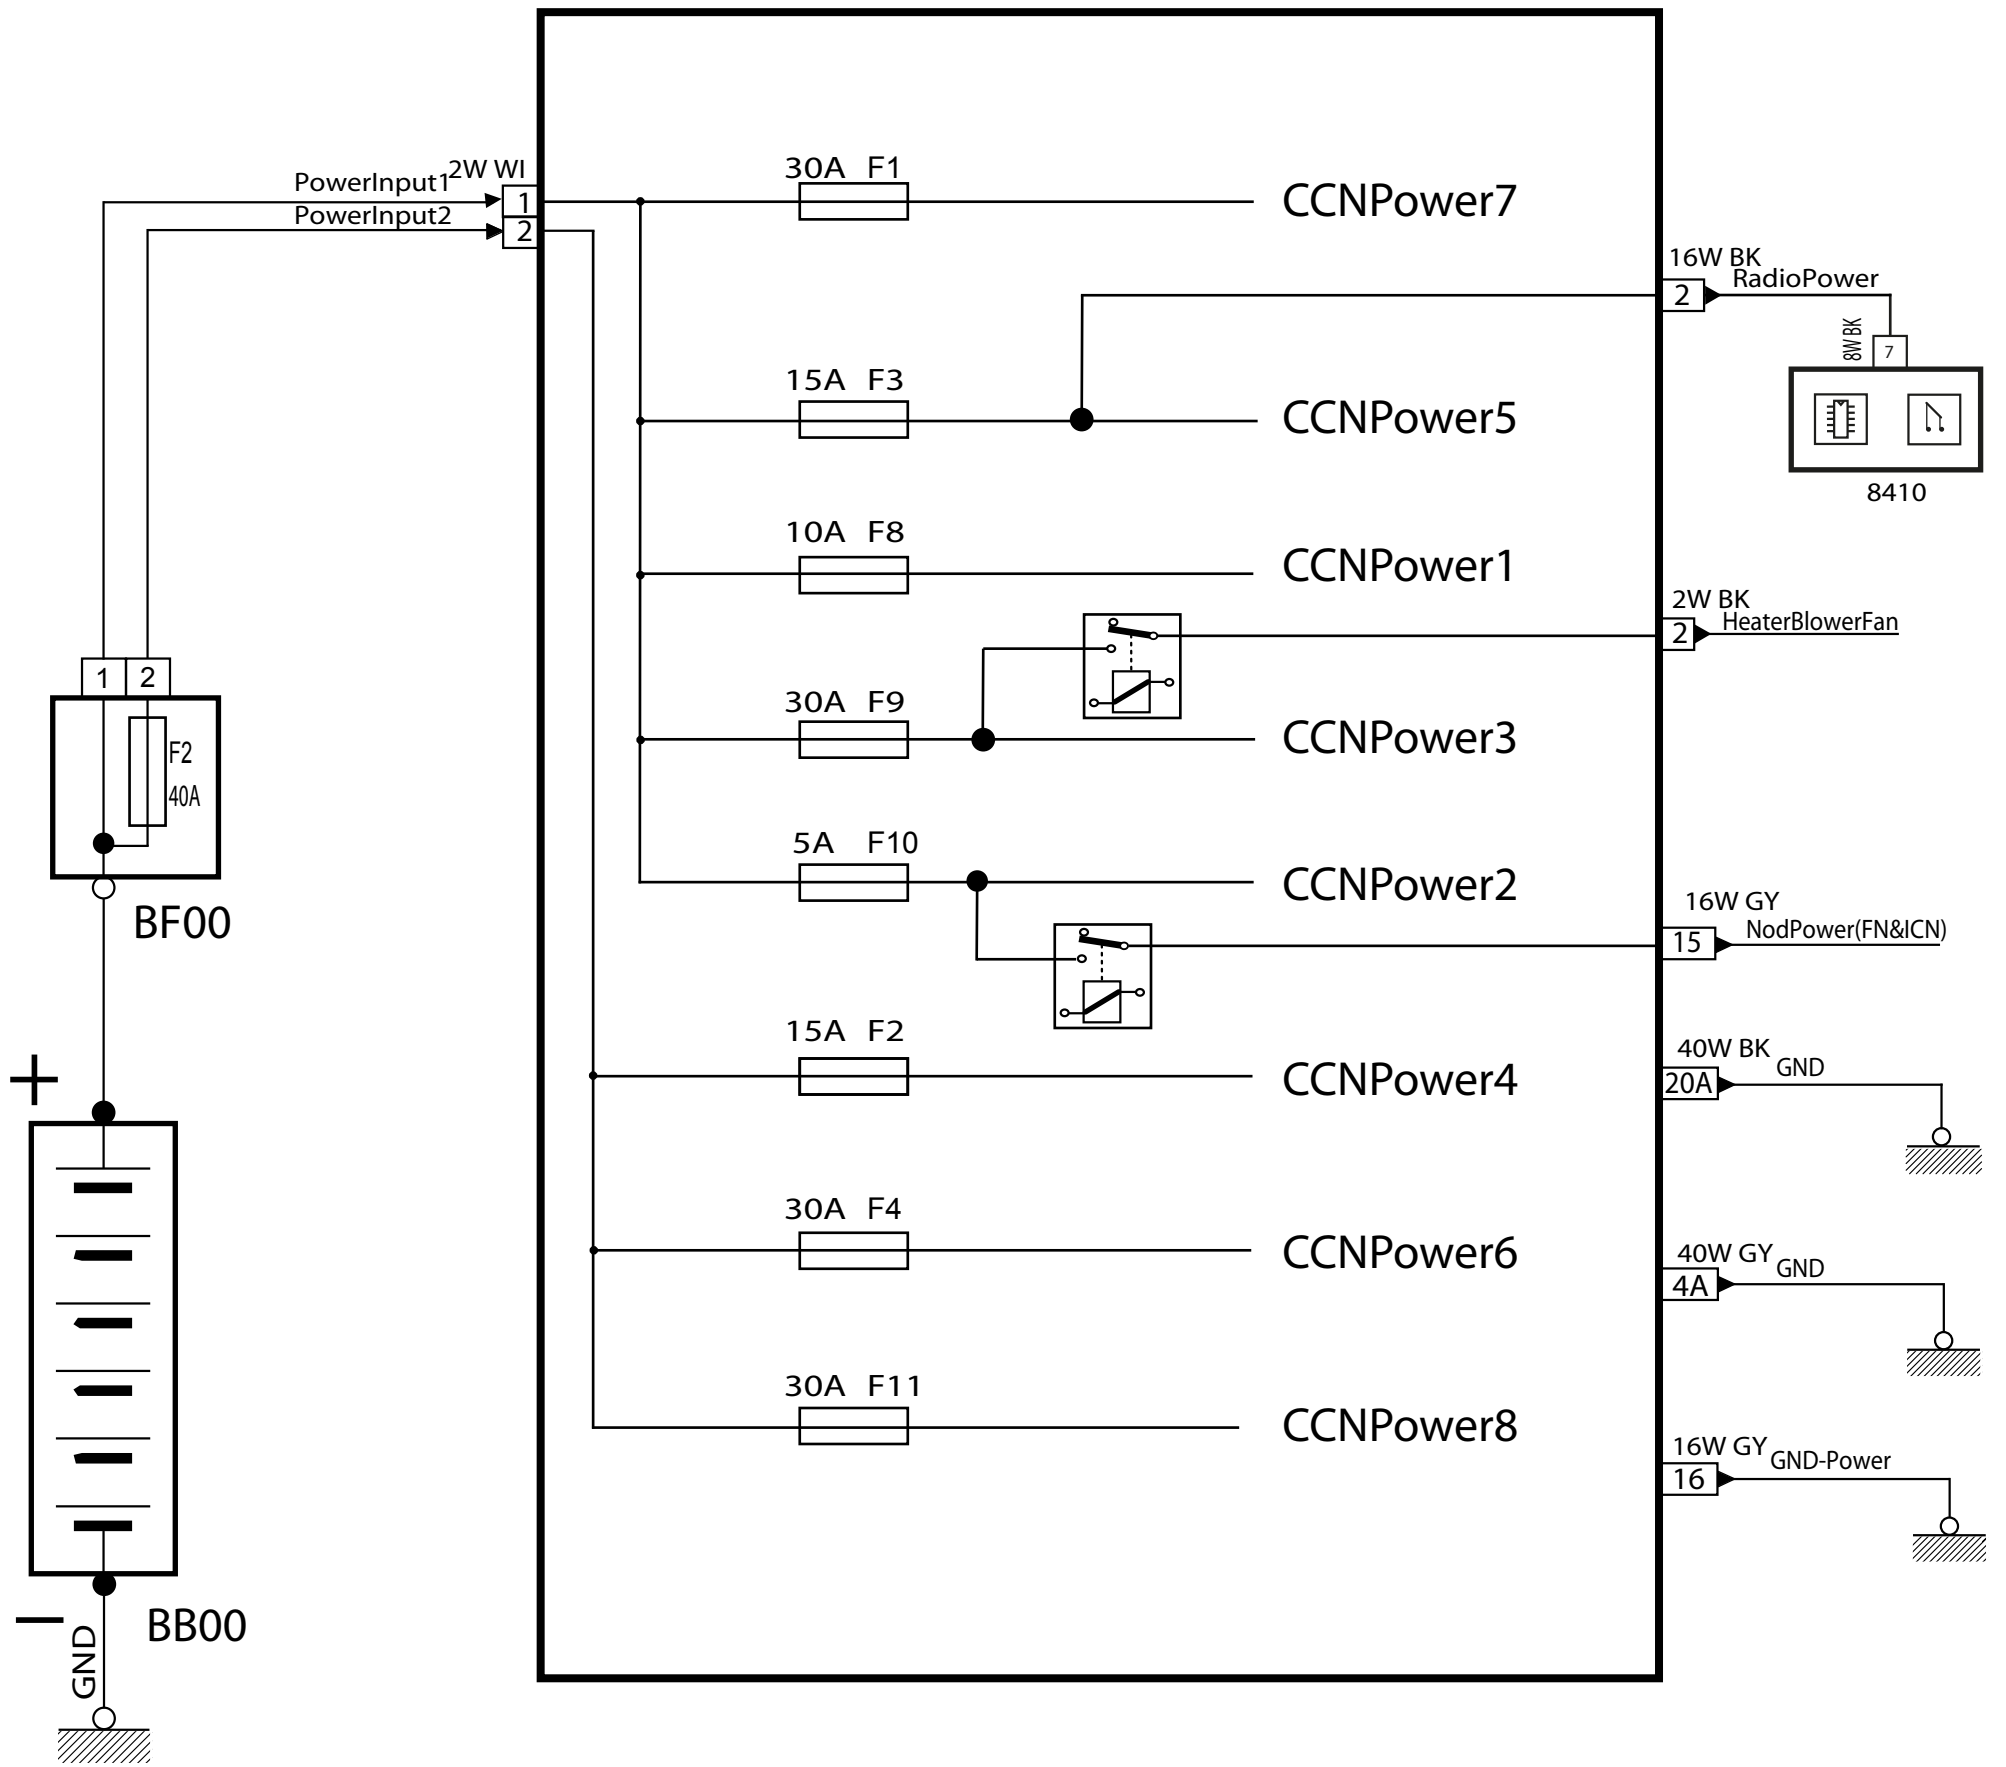 30A F1
CCNPower7
2W WI
PowerInput1
1
PowerInput2
2
16W BK
RadioPower
2
8W BK
7
8410
15A F3
CCNPower5
10A F8
CCNPower1
2W BK
HeaterBlowerFan
2
30A F9
CCNPower3
1
2
F2
40A
BF00
5A F10
CCNPower2
16W GY
NodPower(FN&ICN)
15
15A F2
CCNPower4
40W BK
GND
20A
+
30A F4
CCNPower6
40W GY
GND
4A
30A F11
CCNPower8
16W GY
GND-Power
16
−
BB00
GND